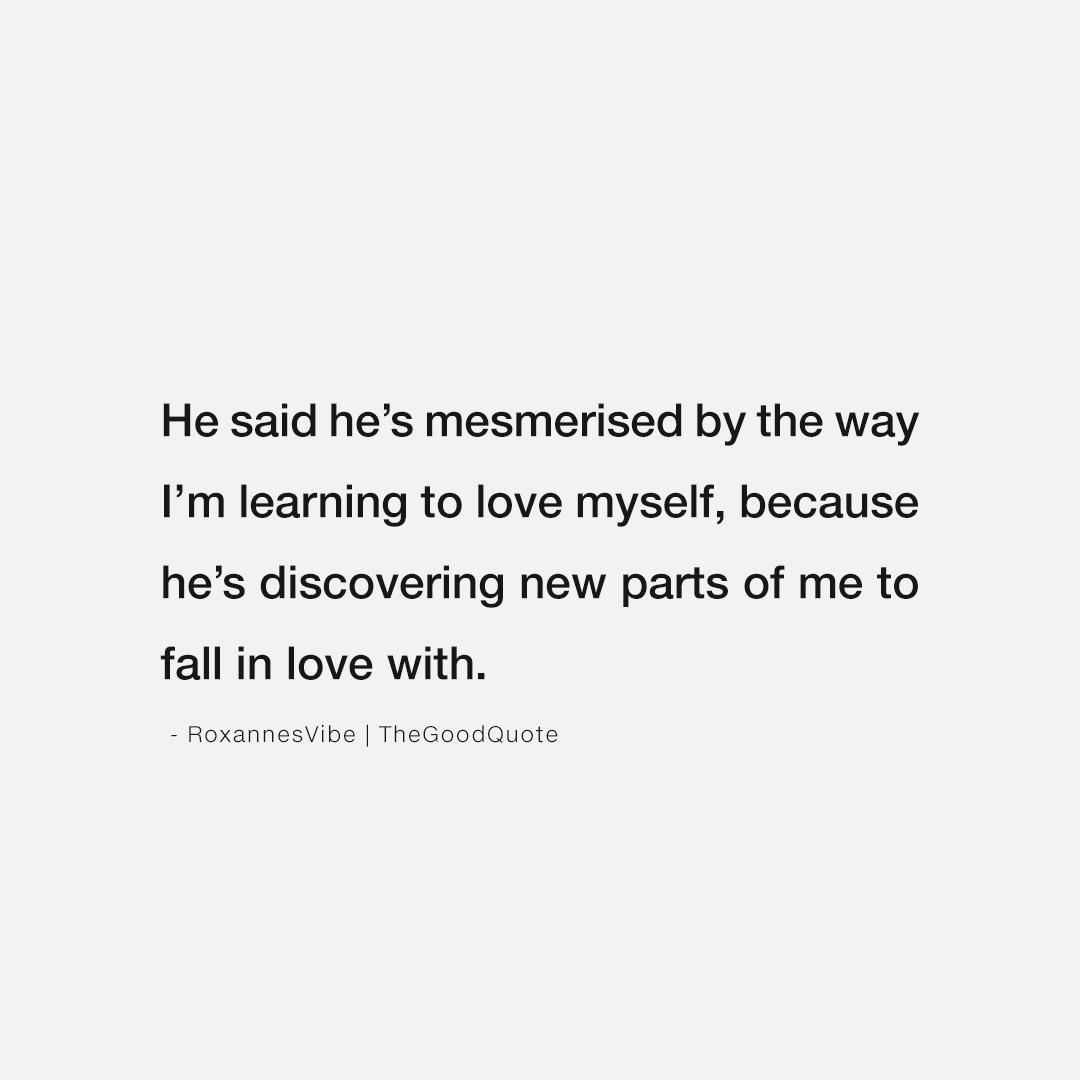 He said he’s mesmerised by the way
I’m learning to love myself, because
he’s discovering new parts of me to
fall in love with.
- RoxannesVibe | TheGoodQuote